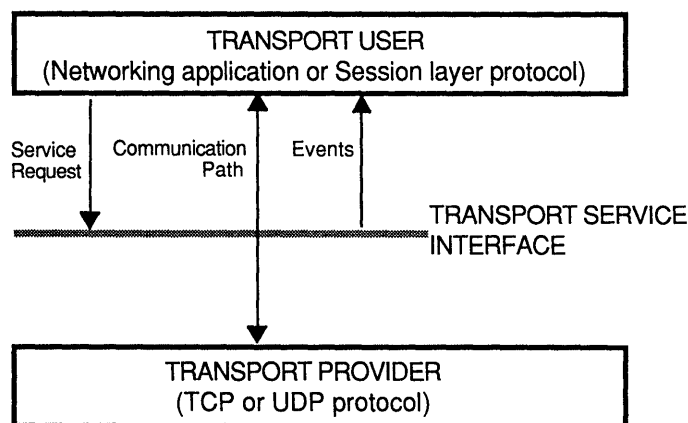 TRANSPORT USER
(Networking application or Session layer protocol)
Service
Request
Communication
Path
Events
TRANSPORT SERVICE
INTERFACE
TRANSPORT PROVIDER
(TCP or UDP protocol)